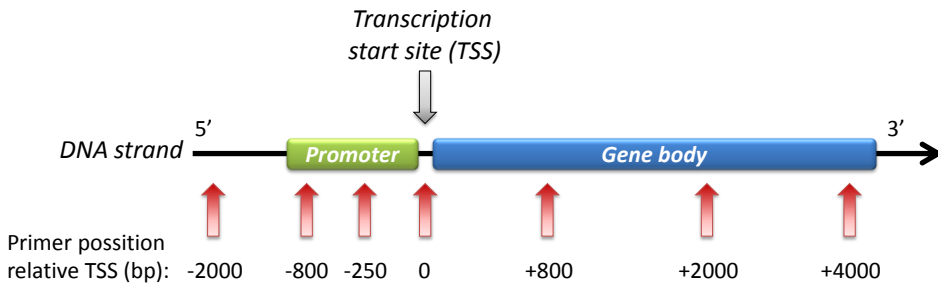 Transcription
start site (TSS)
5’
3’
DNA strand
Promoter
Gene body
Primer possition
relative TSS (bp):
-2000
-800
-250
0
+800
+2000
+4000